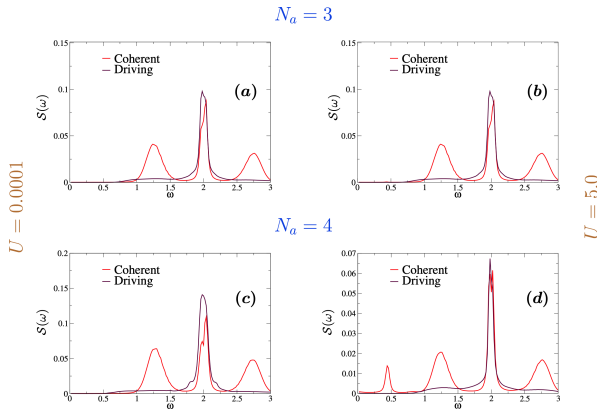 N_a = 3
0.15
0.1
0.05
0
S(ω)
Coherent
Driving
(a)
0 0.5 1 1.5 2 2.5 3
ω
0.15
0.1
0.05
0
S(ω)
Coherent
Driving
(b)
0 0.5 1 1.5 2 2.5 3
ω
U = 0.0001
U = 5.0
N_a = 4
0.2
0.15
0.1
0.05
0
S(ω)
Coherent
Driving
(c)
0 0.5 1 1.5 2 2.5 3
ω
0.07
0.06
0.05
0.04
0.03
0.02
0.01
0
S(ω)
Coherent
Driving
(d)
0 0.5 1 1.5 2 2.5 3
ω